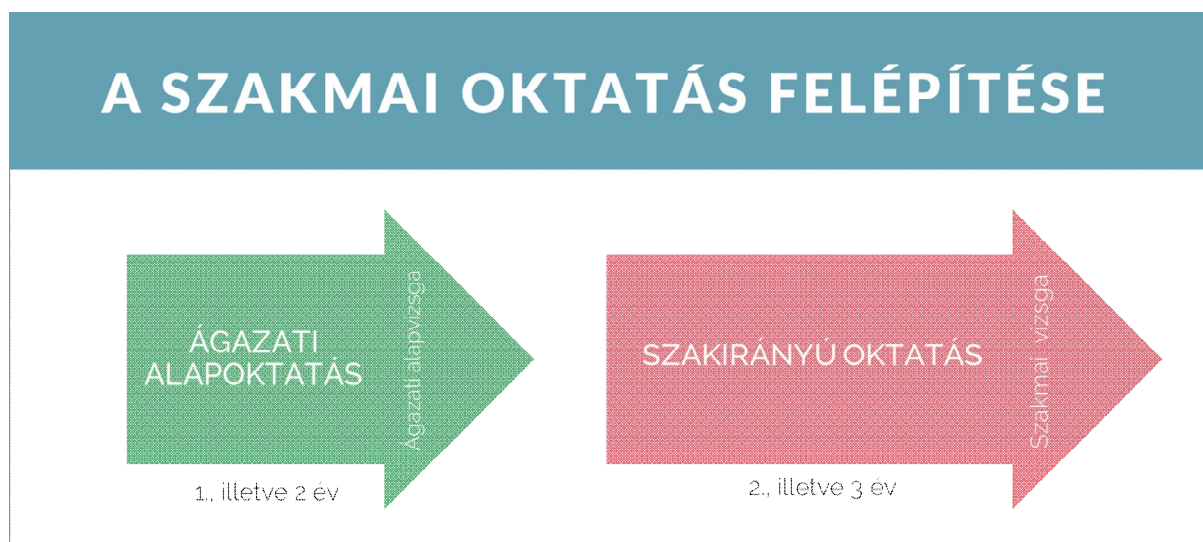 A SZAKMAI OKTATÁS FELÉPÍTÉSE
ÁGAZATI
ALAPOKTATÁS
Ágazati alapvizsga
1., illetve 2 év
SZAKIRÁNYÚ OKTATÁS
Szakmai vizsga
2., illetve 3 év